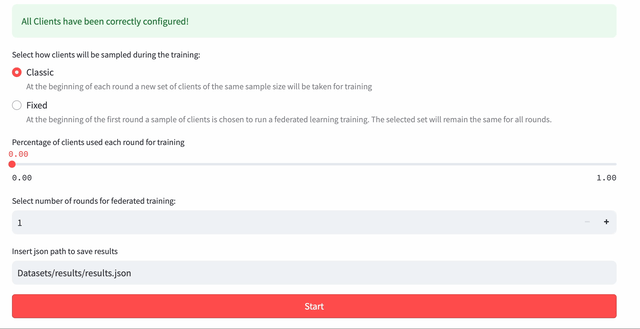 All Clients have been correctly configured!
Select how clients will be sampled during the training:
Classic
At the beginning of each round a new set of clients of the same sample size will be taken for training
Fixed
At the beginning of the first round a sample of clients is chosen to run a federated learning training. The selected set will remain the same for all rounds.
Percentage of clients used each round for training
0.00
0.00 1.00
Select number of rounds for federated training:
1 − +
Insert json path to save results
Datasets/results/results.json
Start